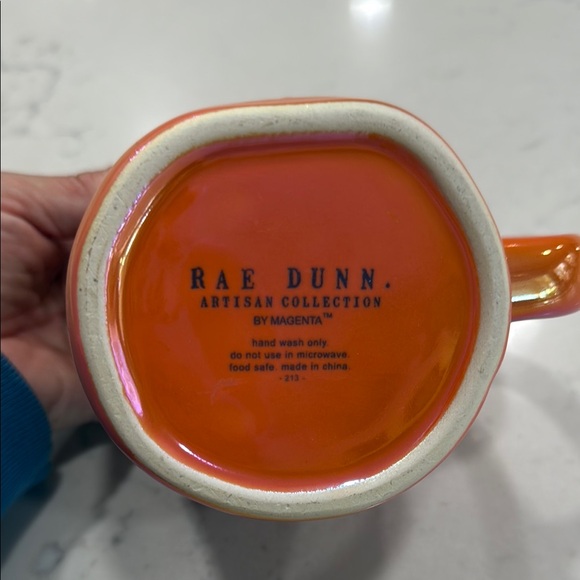 RAE DUNN.
ARTISAN COLLECTION
BY MAGENTA™
hand wash only.
do not use in microwave.
food safe. made in china.
- 213 -